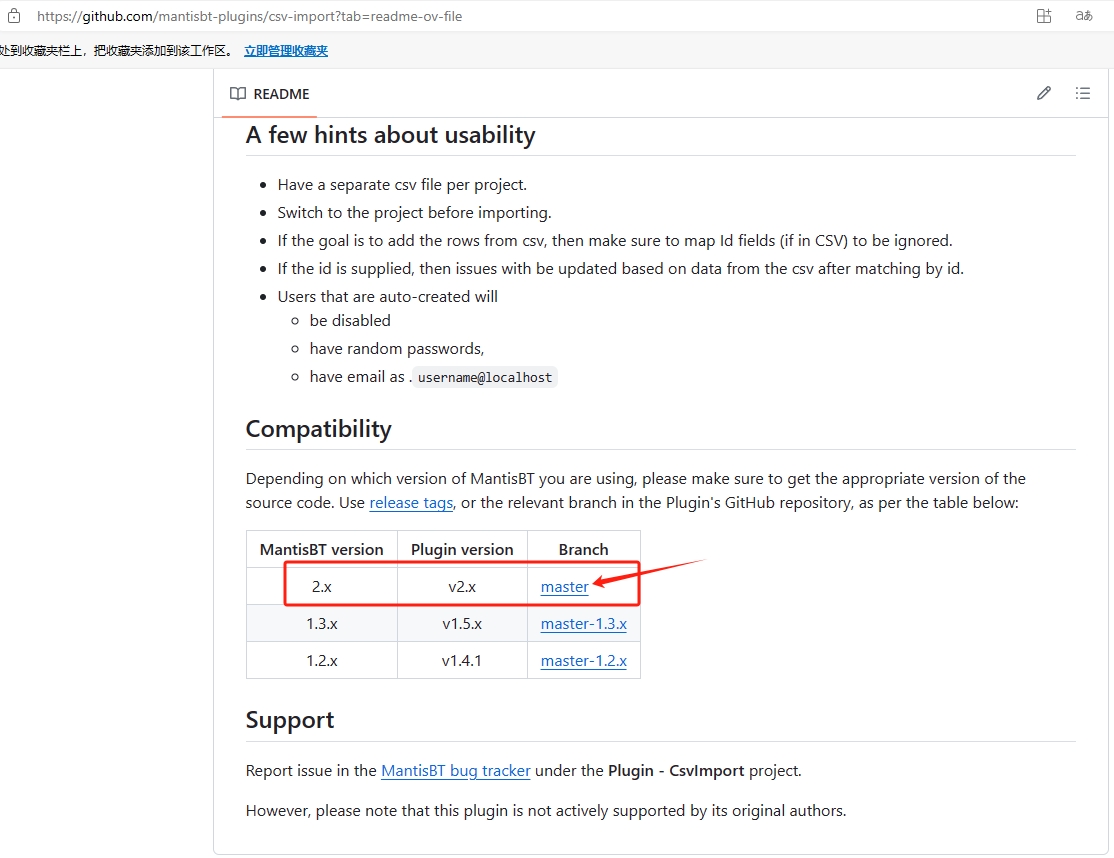 https://github.com/mantisbt-plugins/csv-import?tab=readme-ov-file
处到收藏夹栏上，把收藏夹添加到该工作区。 立即管理收藏夹
README
A few hints about usability
Have a separate csv file per project.
Switch to the project before importing.
If the goal is to add the rows from csv, then make sure to map Id fields (if in CSV) to be ignored.
If the id is supplied, then issues with be updated based on data from the csv after matching by id.
Users that are auto-created will
be disabled
have random passwords,
have email as . username@localhost
Compatibility
Depending on which version of MantisBT you are using, please make sure to get the appropriate version of the
source code. Use release tags, or the relevant branch in the Plugin's GitHub repository, as per the table below:
MantisBT version Plugin version Branch
2.x v2.x master
1.3.x v1.5.x master-1.3.x
1.2.x v1.4.1 master-1.2.x
Support
Report issue in the MantisBT bug tracker under the Plugin - CsvImport project.
However, please note that this plugin is not actively supported by its original authors.